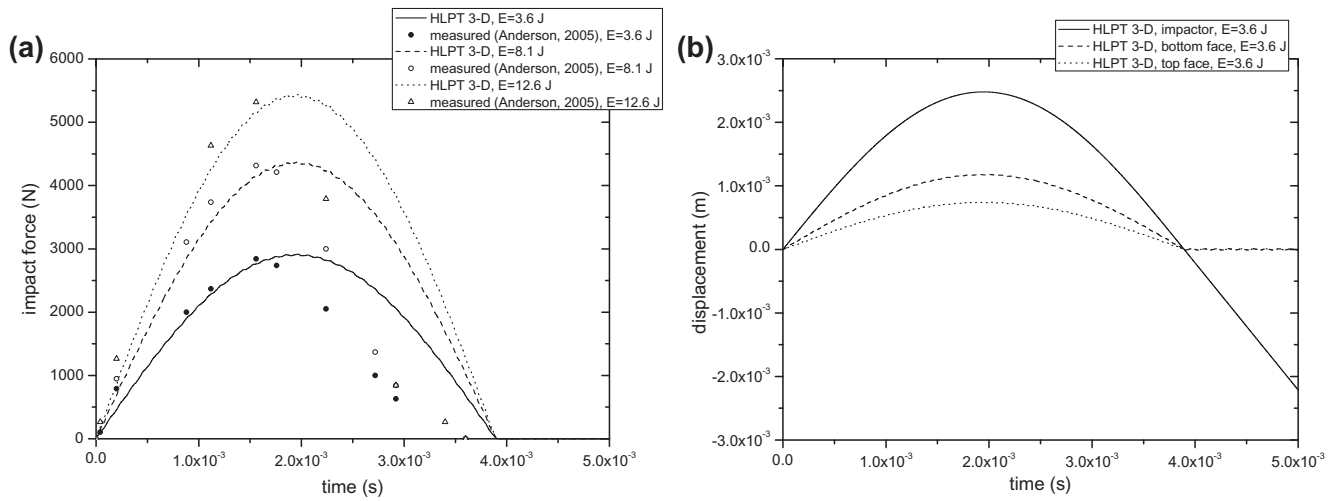 (a)
HLPT 3-D, E=3.6 J
measured (Anderson, 2005), E=3.6 J
HLPT 3-D, E=8.1 J
measured (Anderson, 2005), E=8.1 J
HLPT 3-D, E=12.6 J
measured (Anderson, 2005), E=12.6 J
6000
5000
4000
3000
2000
1000
0
impact force (N)
0.0
1.0x10⁻³
2.0x10⁻³
3.0x10⁻³
4.0x10⁻³
5.0x10⁻³
time (s)
(b)
HLPT 3-D, impactor, E=3.6 J
HLPT 3-D, bottom face, E=3.6 J
HLPT 3-D, top face, E=3.6 J
3.0x10⁻³
2.0x10⁻³
1.0x10⁻³
0.0
-1.0x10⁻³
-2.0x10⁻³
-3.0x10⁻³
displacement (m)
0.0
1.0x10⁻³
2.0x10⁻³
3.0x10⁻³
4.0x10⁻³
5.0x10⁻³
time (s)